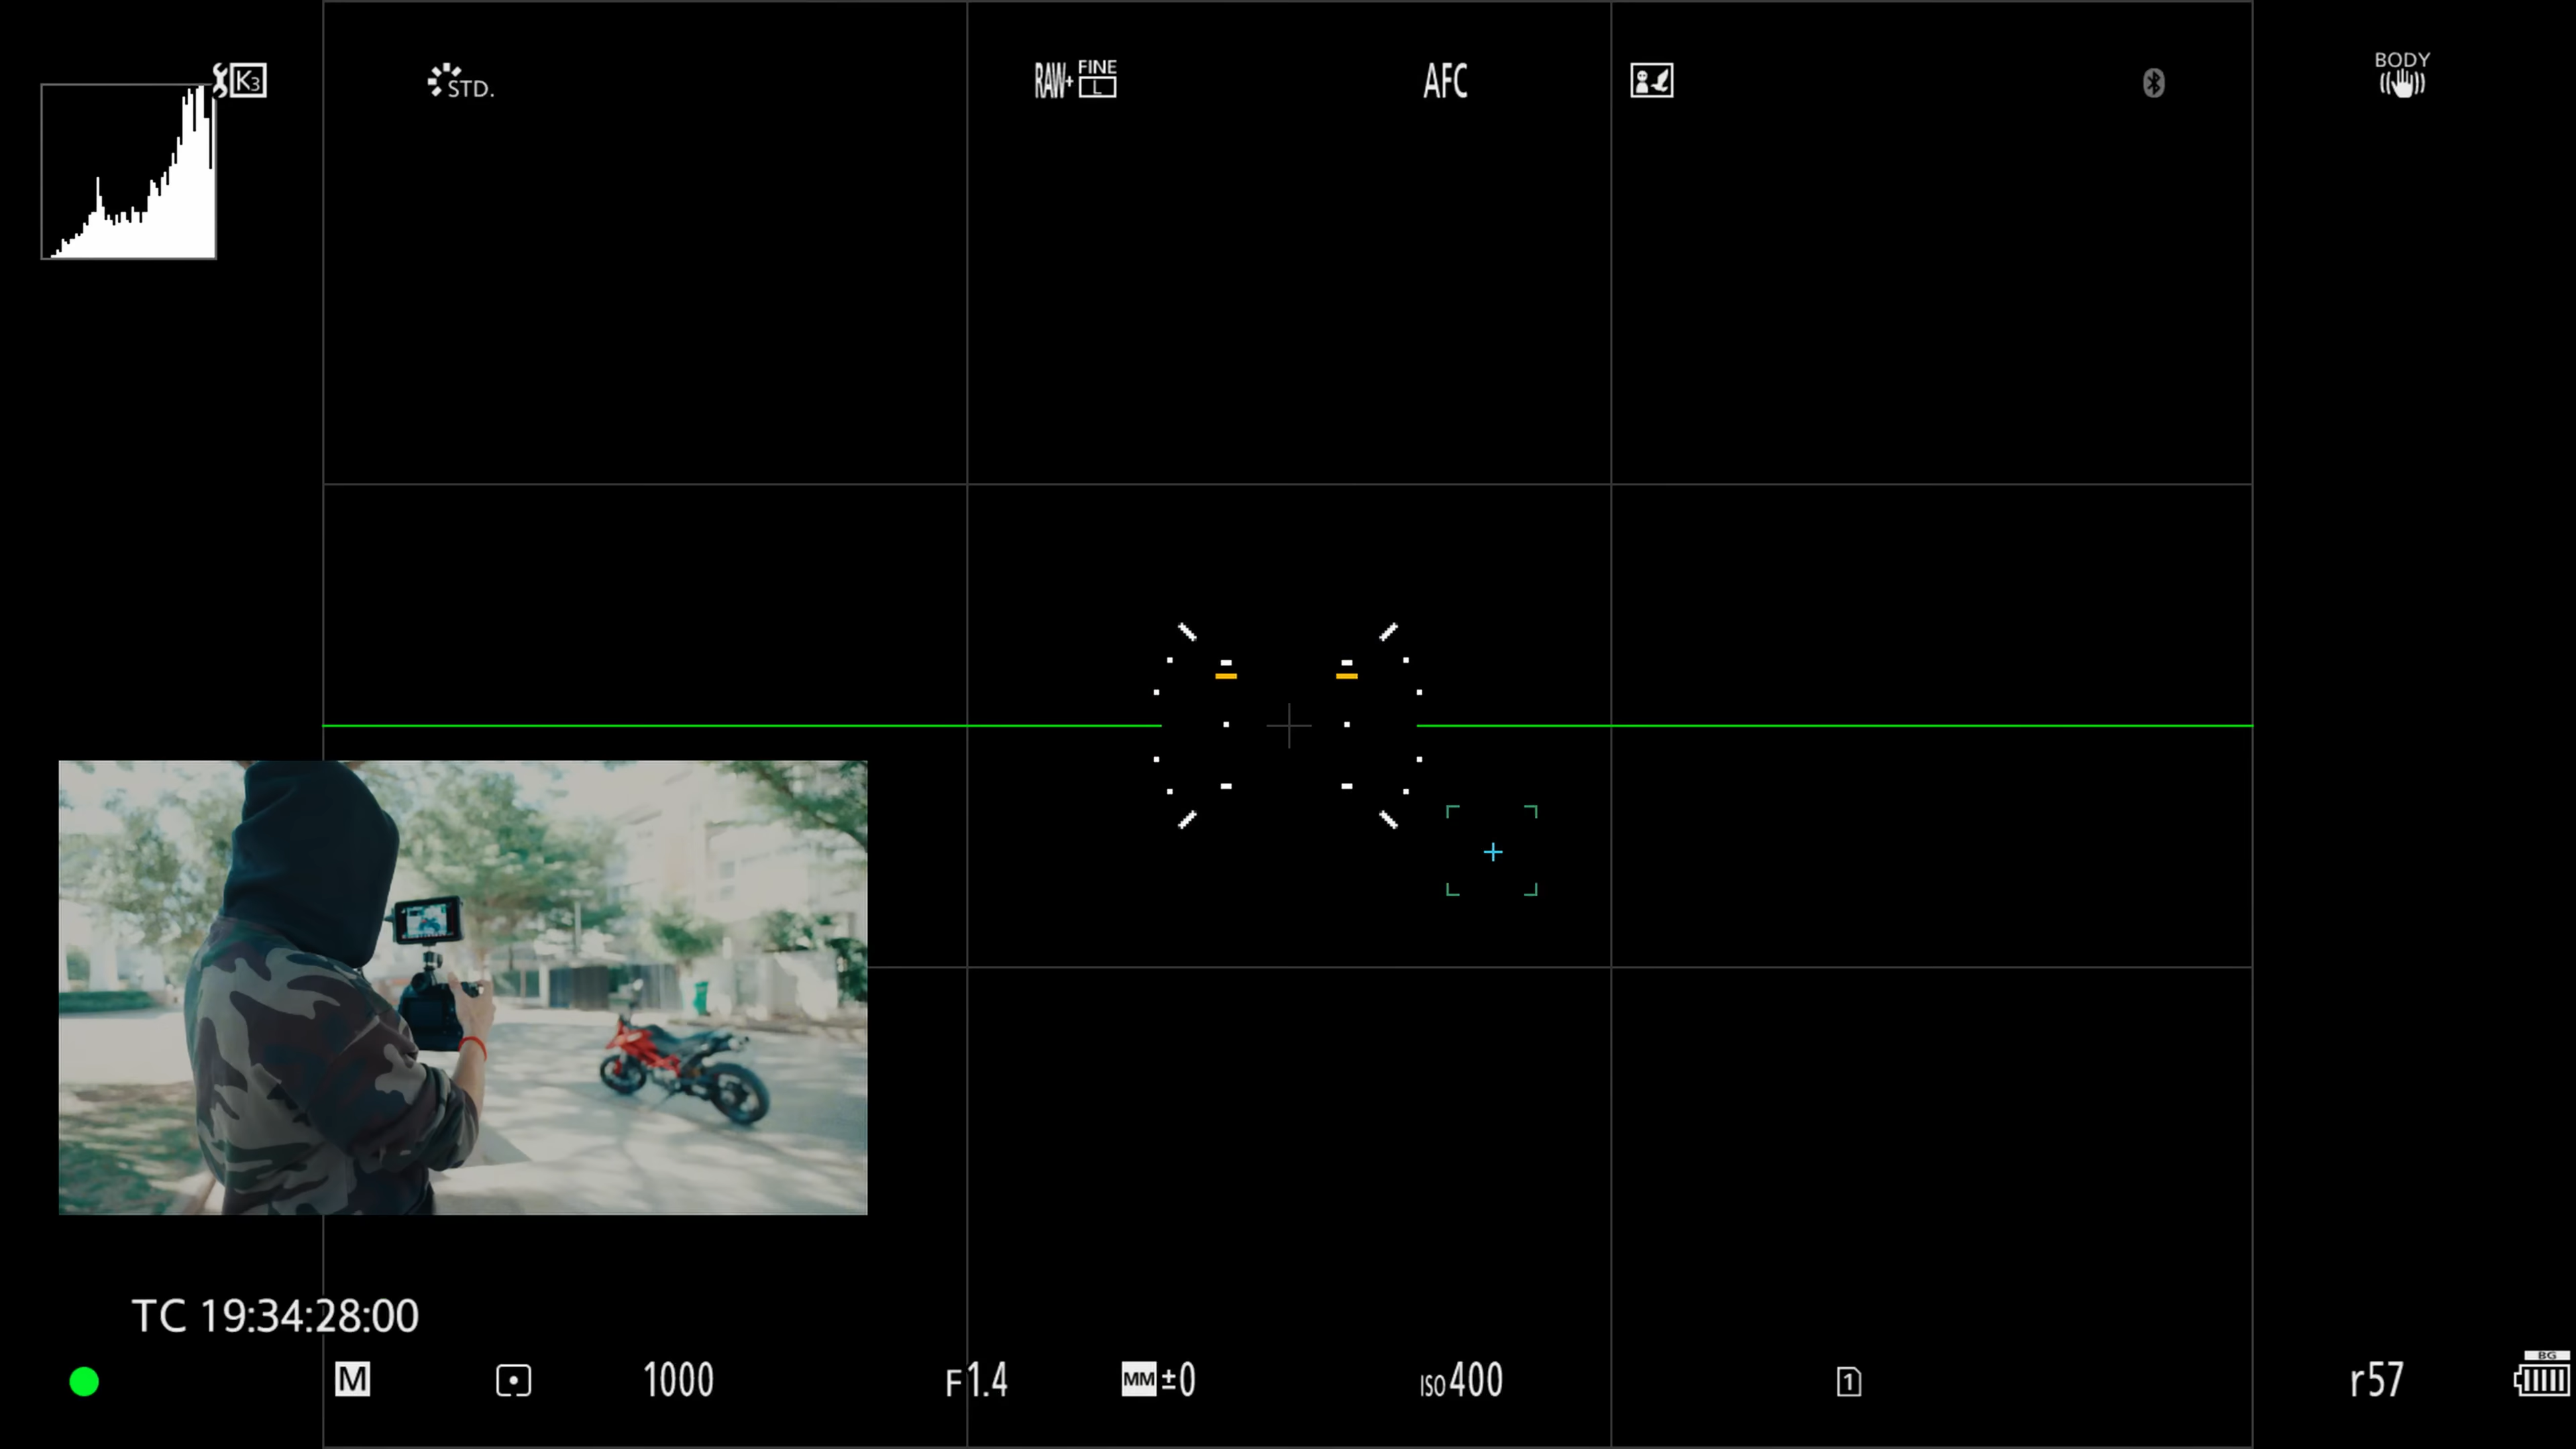 K3
STD.
RAW+ FINE L
AFC
BODY
TC 19:34:28:00
M
1000
F1.4
MM ±0
ISO400
1
r57
BG